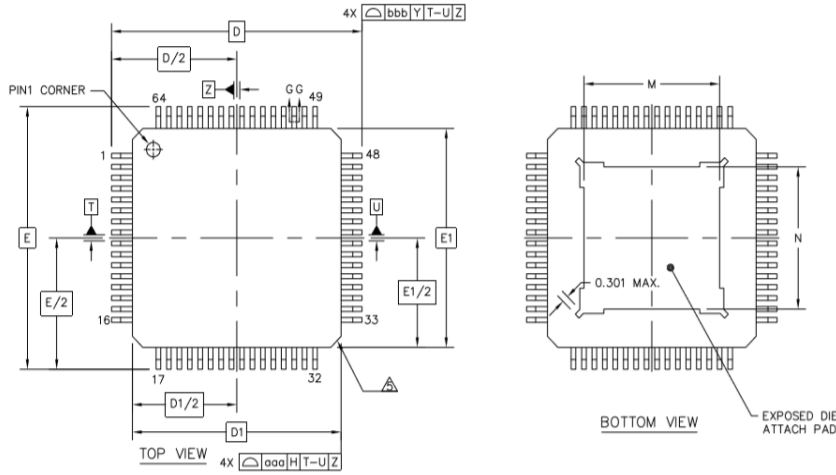 4X ⌓ bbb Y T-U Z
D
D/2
Z
G G
M
PIN1 CORNER
64
49
1
48
T
U
E
E1
N
E/2
E1/2
0.301 MAX.
16
33
17
32
5
D1/2
D1
TOP VIEW
4X ⌓ aaa H T-U Z
BOTTOM VIEW
EXPOSED DIE
ATTACH PAD